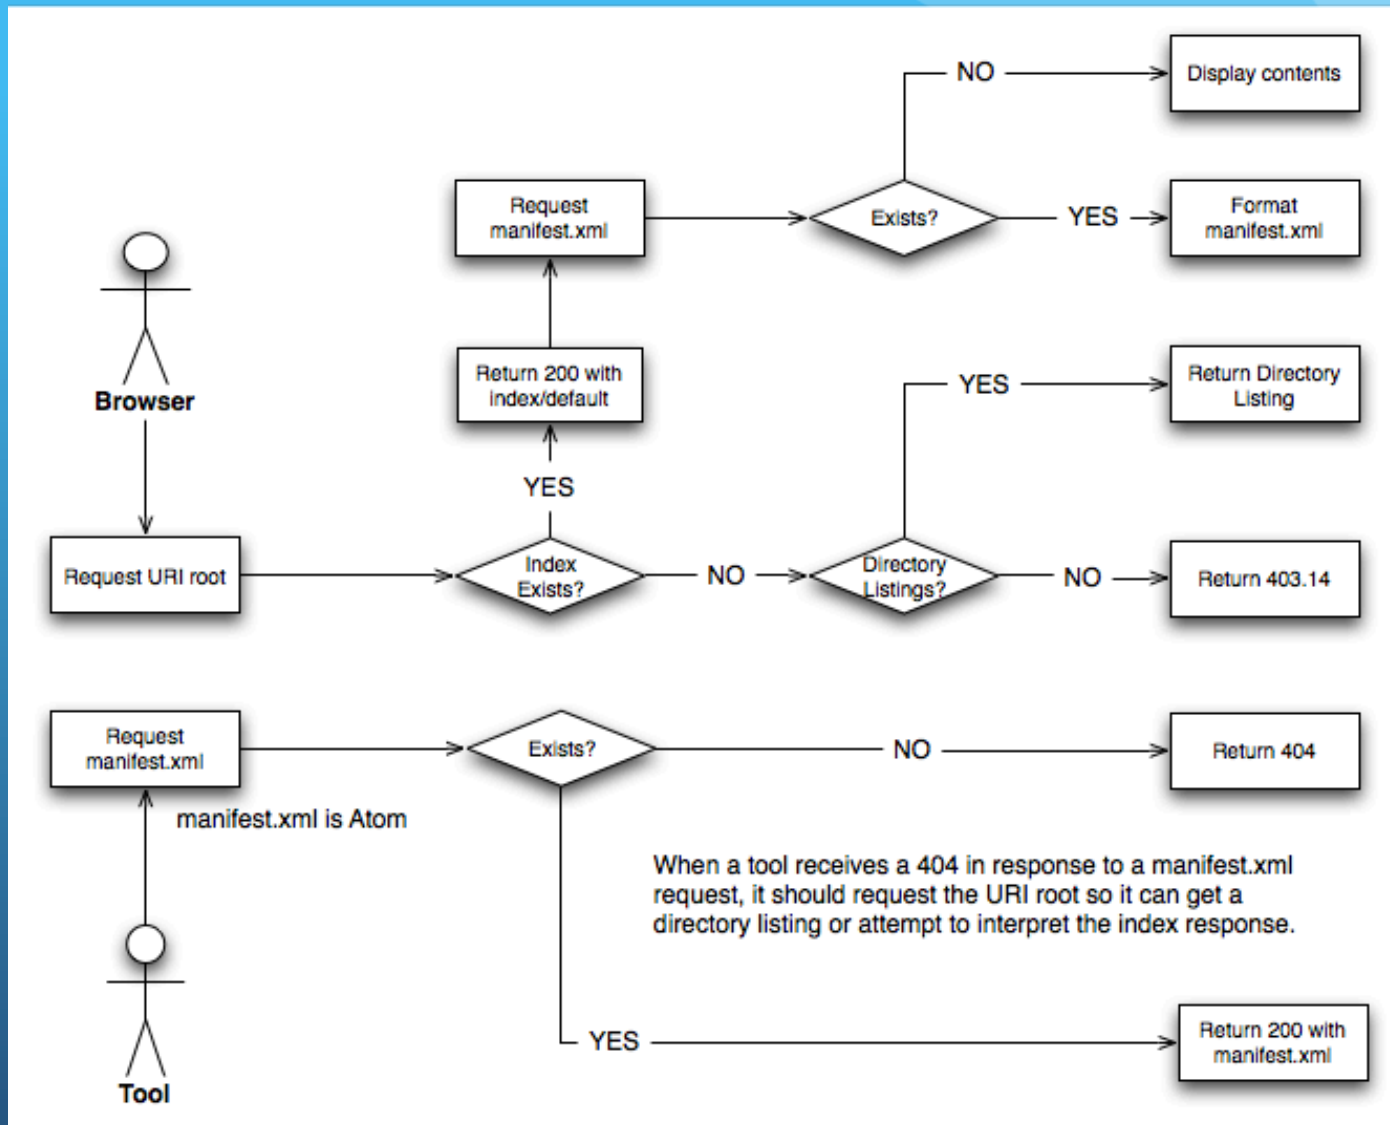 NO
Display contents
Request
manifest.xml
Exists?
YES
Format
manifest.xml
Browser
Return 200 with
index/default
YES
Return Directory
Listing
YES
Request URI root
Index
Exists?
NO
Directory
Listings?
NO
Return 403.14
Request
manifest.xml
Exists?
NO
Return 404
manifest.xml is Atom
When a tool receives a 404 in response to a manifest.xml
request, it should request the URI root so it can get a
directory listing or attempt to interpret the index response.
Tool
YES
Return 200 with
manifest.xml